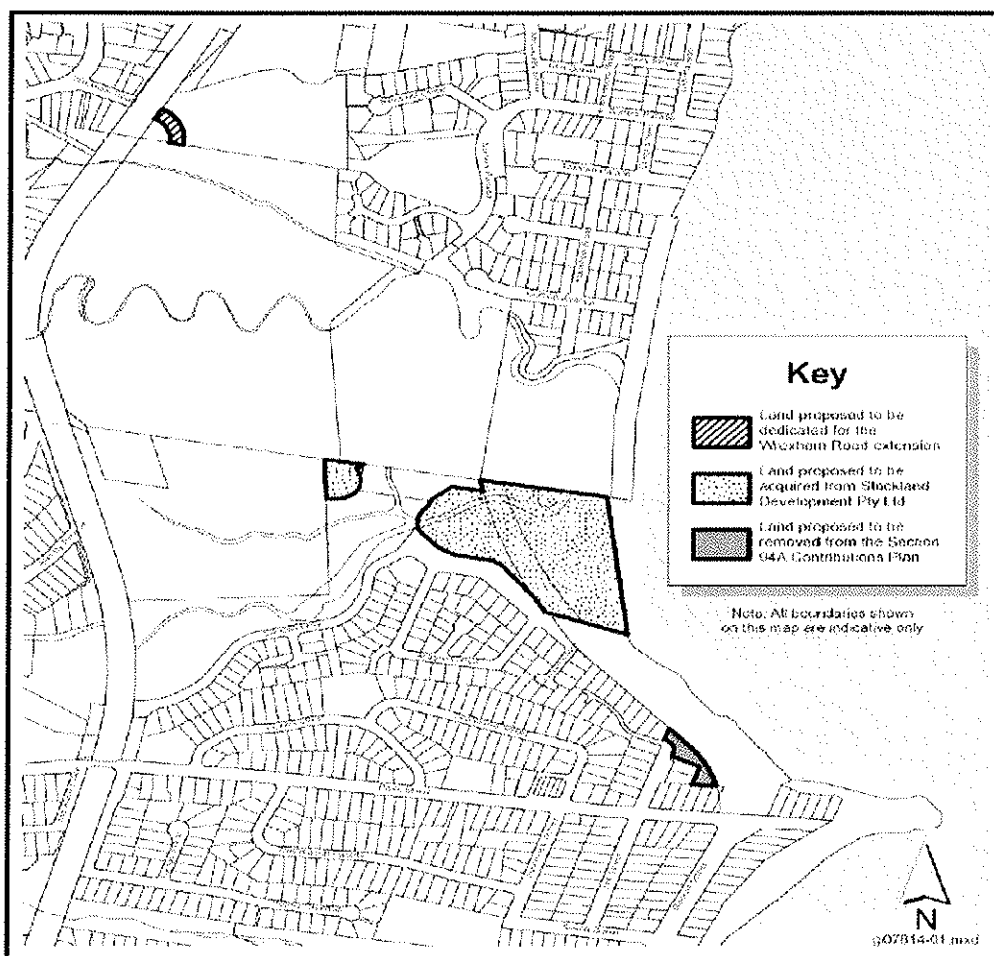 Key
Land proposed to be
dedicated for the
Wrexham Road extension
Land proposed to be
acquired from Stockland
Development Pty Ltd
Land proposed to be
removed from the Section
94A Contributions Plan
Note: All boundaries shown
on this map are indicative only
N
g07814-01.mxd